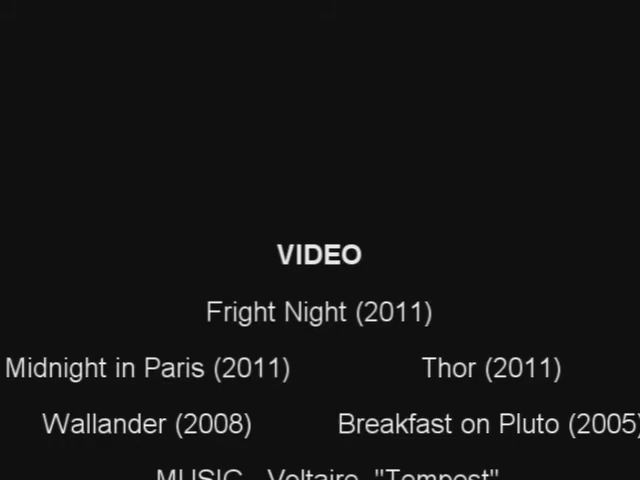 VIDEO
Fright Night (2011)
Midnight in Paris (2011) Thor (2011)
Wallander (2008) Breakfast on Pluto (2005)
MUSIC - Voltaire "Tempest"